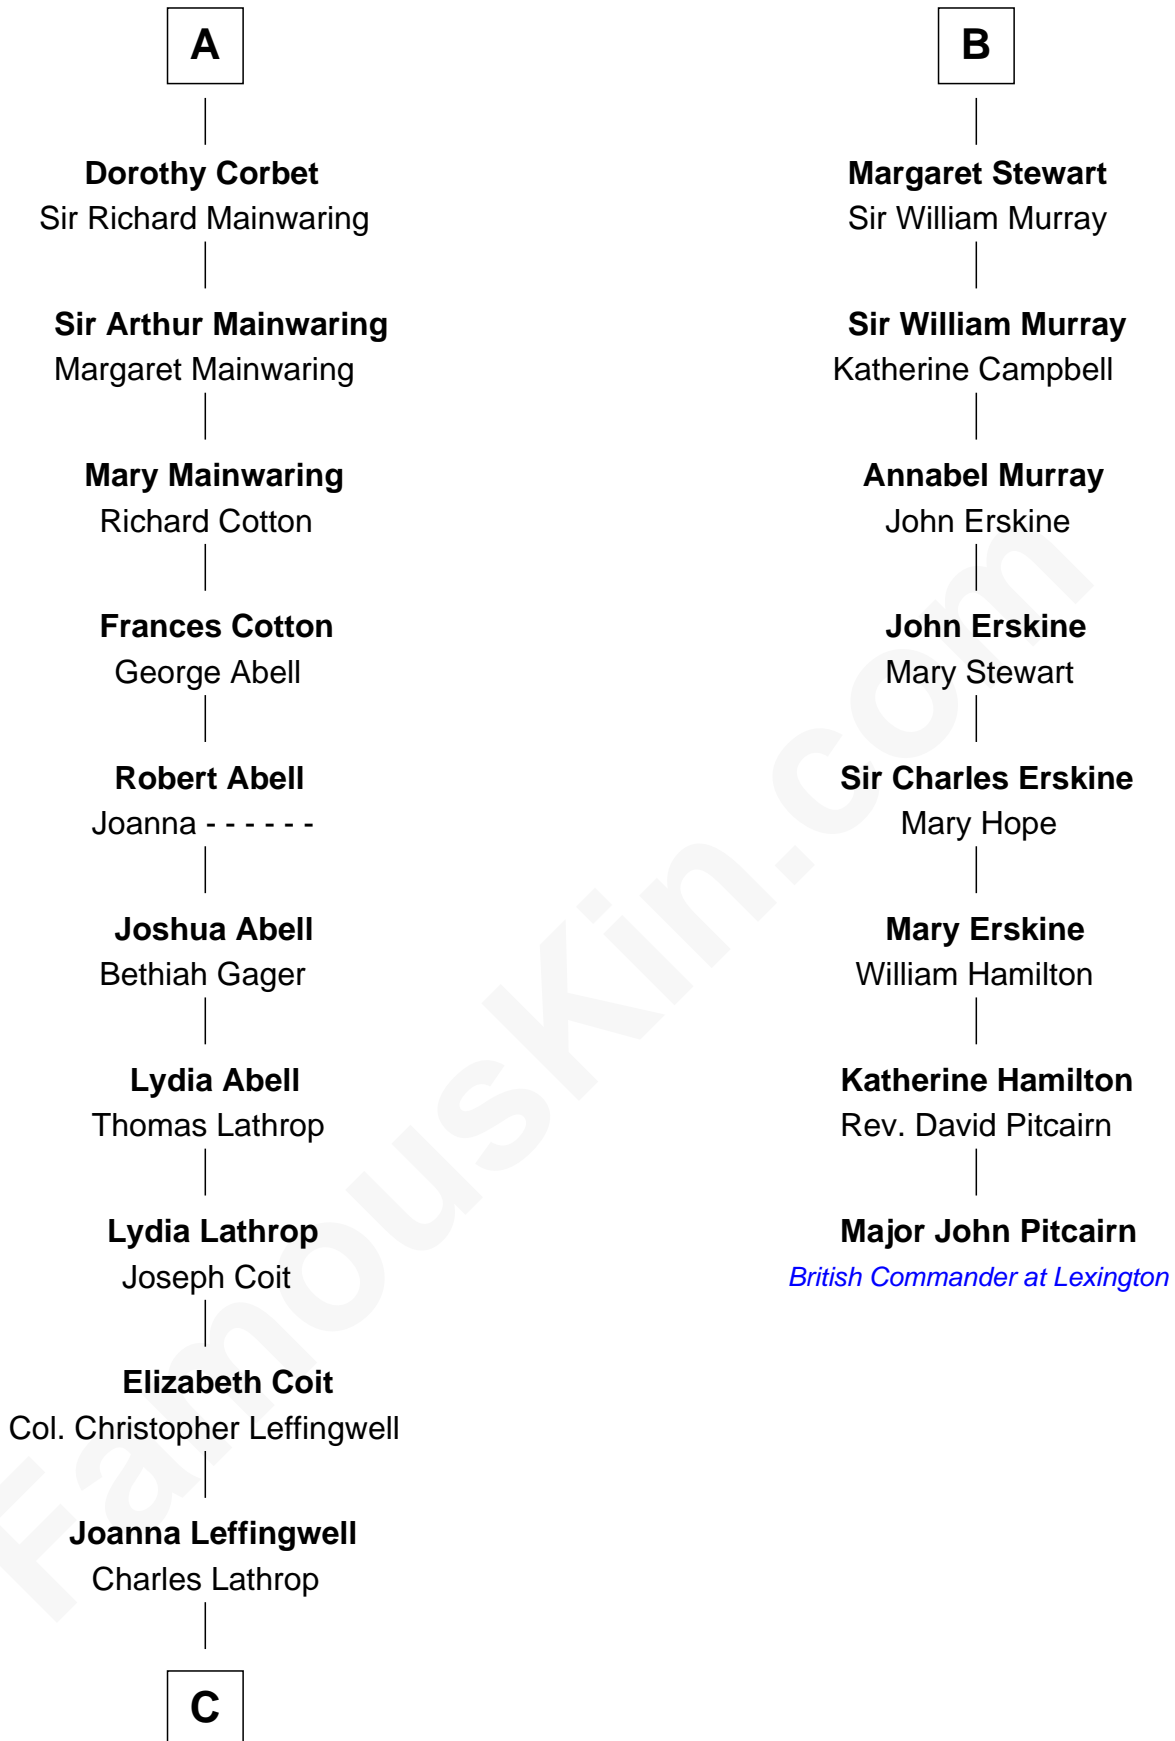 A
Dorothy Corbet
Sir Richard Mainwaring
Sir Arthur Mainwaring
Margaret Mainwaring
Mary Mainwaring
Richard Cotton
Frances Cotton
George Abell
Robert Abell
Joanna - - - - - -
Joshua Abell
Bethiah Gager
Lydia Abell
Thomas Lathrop
Lydia Lathrop
Joseph Coit
Elizabeth Coit
Col. Christopher Leffingwell
Joanna Leffingwell
Charles Lathrop
C
B
Margaret Stewart
Sir William Murray
Sir William Murray
Katherine Campbell
Annabel Murray
John Erskine
John Erskine
Mary Stewart
Sir Charles Erskine
Mary Hope
Mary Erskine
William Hamilton
Katherine Hamilton
Rev. David Pitcairn
Major John Pitcairn
British Commander at Lexington
FamousKin.com